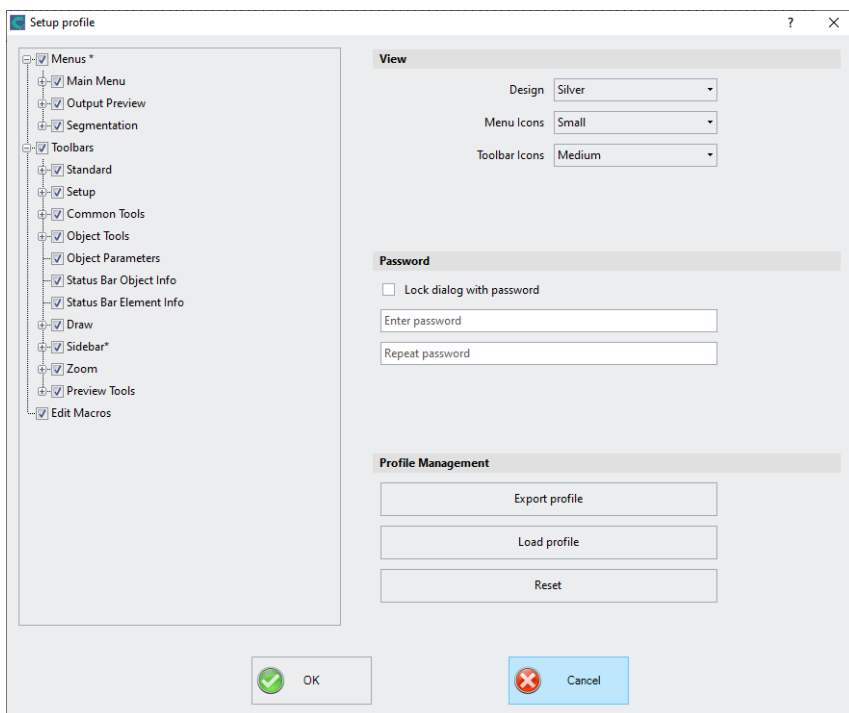 Setup profile
?
Menus *
Main Menu
Output Preview
Segmentation
Toolbars
Standard
Setup
Common Tools
Object Tools
Object Parameters
Status Bar Object Info
Status Bar Element Info
Draw
Sidebar*
Zoom
Preview Tools
Edit Macros
View
Design Silver
Menu Icons Small
Toolbar Icons Medium
Password
Lock dialog with password
Enter password
Repeat password
Profile Management
Export profile
Load profile
Reset
OK
Cancel